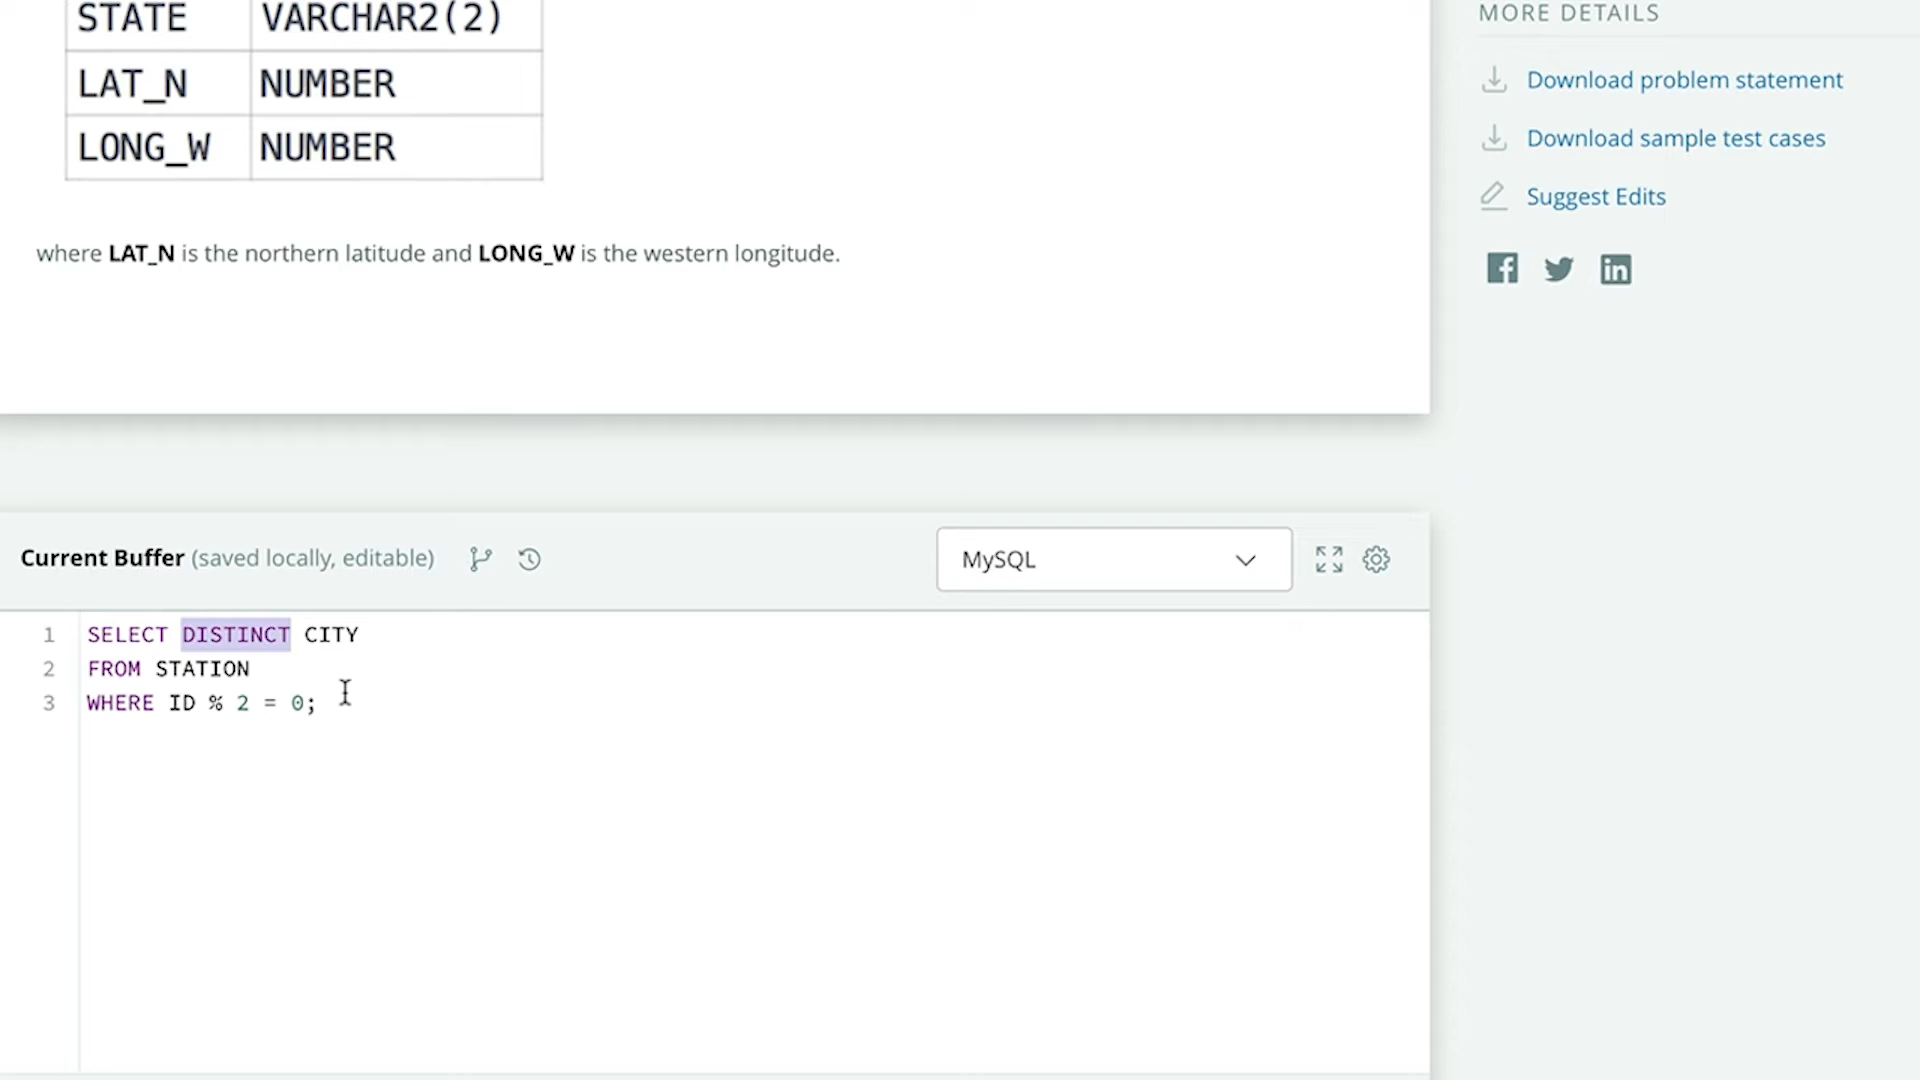 STATE VARCHAR2(2)
LAT_N NUMBER
LONG_W NUMBER
where LAT_N is the northern latitude and LONG_W is the western longitude.
MORE DETAILS
Download problem statement
Download sample test cases
Suggest Edits
Current Buffer (saved locally, editable)
MySQL
1 SELECT DISTINCT CITY
2 FROM STATION
3 WHERE ID % 2 = 0;